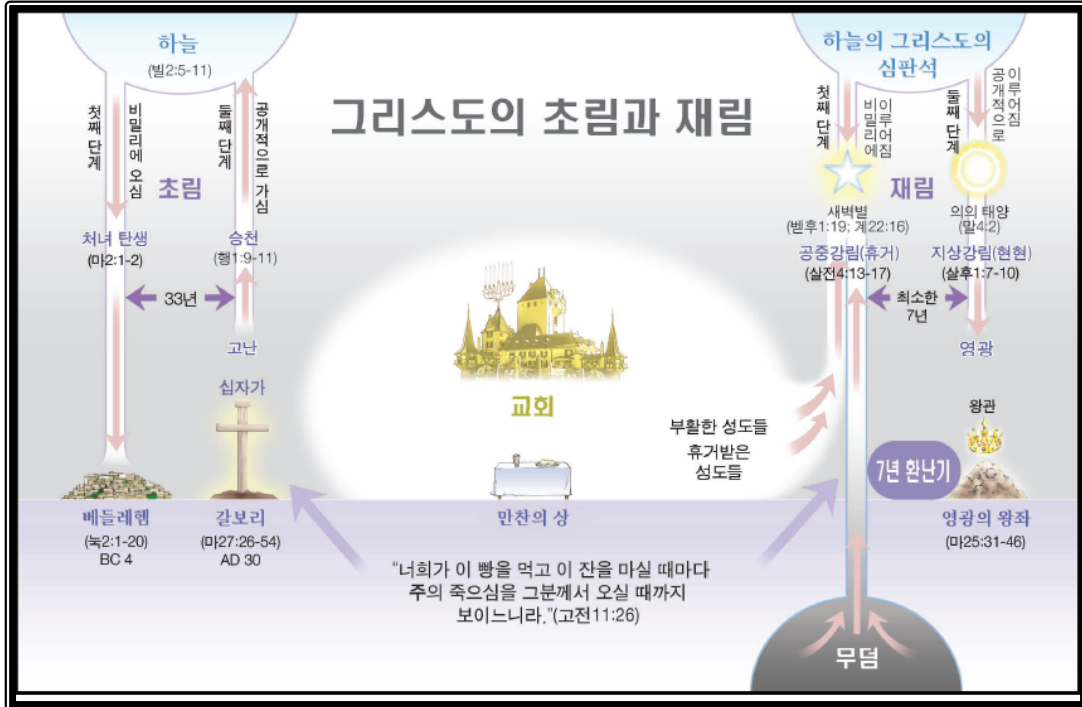 그리스도의 초림과 재림
하늘
(빌2:5-11)
첫째 단계
비밀리에 오심
둘째 단계
공개적으로 가심
초림
처녀 탄생
(마2:1-2)
승천
(행1:9-11)
33년
고난
십자가
베들레헴
(눅2:1-20)
BC 4
갈보리
(마27:26-54)
AD 30
교회
만찬의 상
“너희가 이 빵을 먹고 이 잔을 마실 때마다
주의 죽으심을 그분께서 오실 때까지
보이느니라.”(고전11:26)
하늘의 그리스도의
심판석
첫째 단계
비밀리에
이루어짐
둘째 단계
공개적으로
이루어짐
재림
새벽별
(벧후1:19; 계22:16)
공중강림(휴거)
(살전4:13-17)
의의 태양
(말4:2)
지상강림(현현)
(살후1:7-10)
최소한
7년
영광
부활한 성도들
휴거받은
성도들
왕관
7년 환난기
영광의 왕좌
(마25:31-46)
무덤